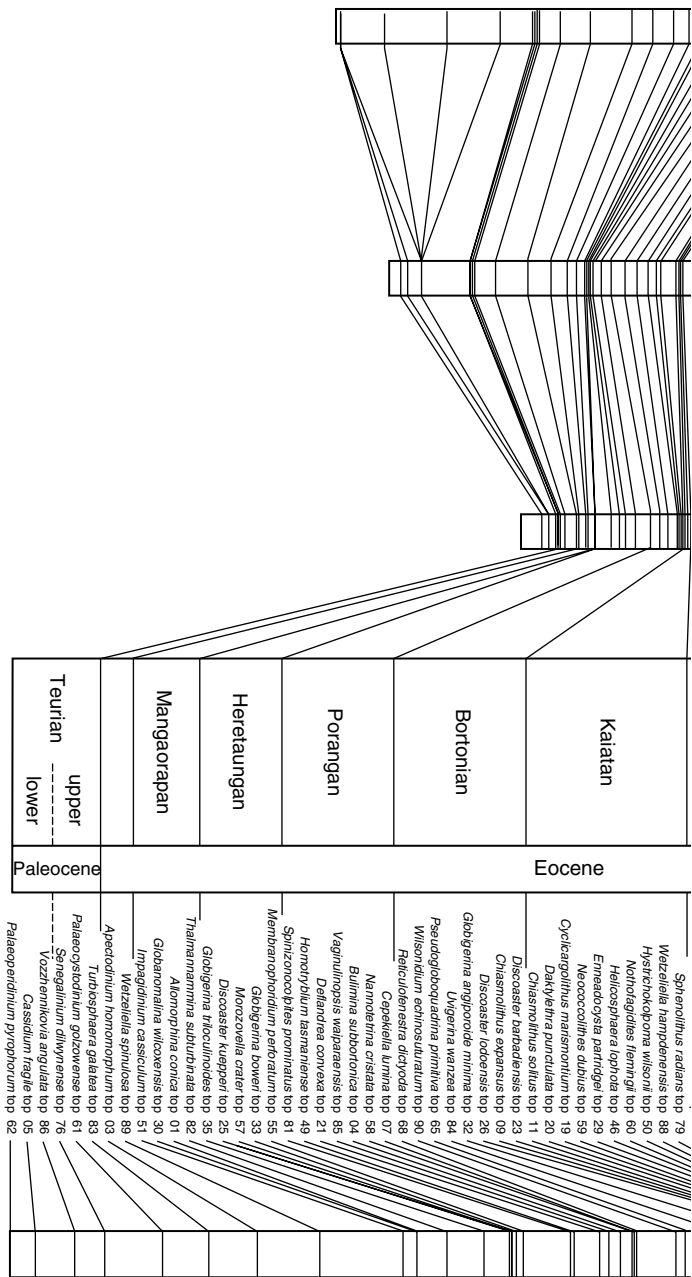 Teurian
lower
upper
Mangaorapan
Heretaungan
Porangan
Bortonian
Kaiatan
Paleocene
Eocene
Sphenolithus radians top 79
Wetzeliella hampdenensis top 88
Hystrichokolpoma wilsonii top 50
Nothofagidites flemingii top 60
Helicosphaera lophota top 46
Enneadocysta partridgei top 29
Neococcolithes dubius top 59
Cyclicargolithus marismontium top 19
Daktylethra punctulata top 20
Chiasmolithus solitus top 11
Discoaster barbadiensis top 23
Chiasmolithus expansus top 09
Discoaster lodoensis top 26
Globigerina angiporoide minima top 32
Uvigerina wanzea top 84
Pseudogloboquadrina primitiva top 65
Wilsonidium echinosuturatum top 90
Reticulofenestra dictyoda top 68
Cepekiella lumina top 07
Nannotetrina cristata top 58
Bulimina subbortonica top 04
Vaginulinopsis waiparaensis top 85
Deflandrea convexa top 21
Homotryblium tasmaniense top 49
Spinizonocolpites prominatus top 81
Membranophoridium perforatum top 55
Globigerina boweri top 33
Morozovella crater top 57
Discoaster kuepperi top 25
Globigerina triloculinoides top 35
Thalmannammina subturbinata top 82
Allomorphina conica top 01
Globanomalina wilcoxensis top 30
Impagidinium cassiculum top 51
Wetzeliella spinulosa top 89
Apectodinium homomorphum top 03
Turbiosphaera galatea top 83
Palaeocystodinium golzowense top 61
Senegalinium dilwynense top 76
Vozzhennikovia angulata top 86
Cassidium fragile top 05
Palaeoperidinium pyrophorum top 62